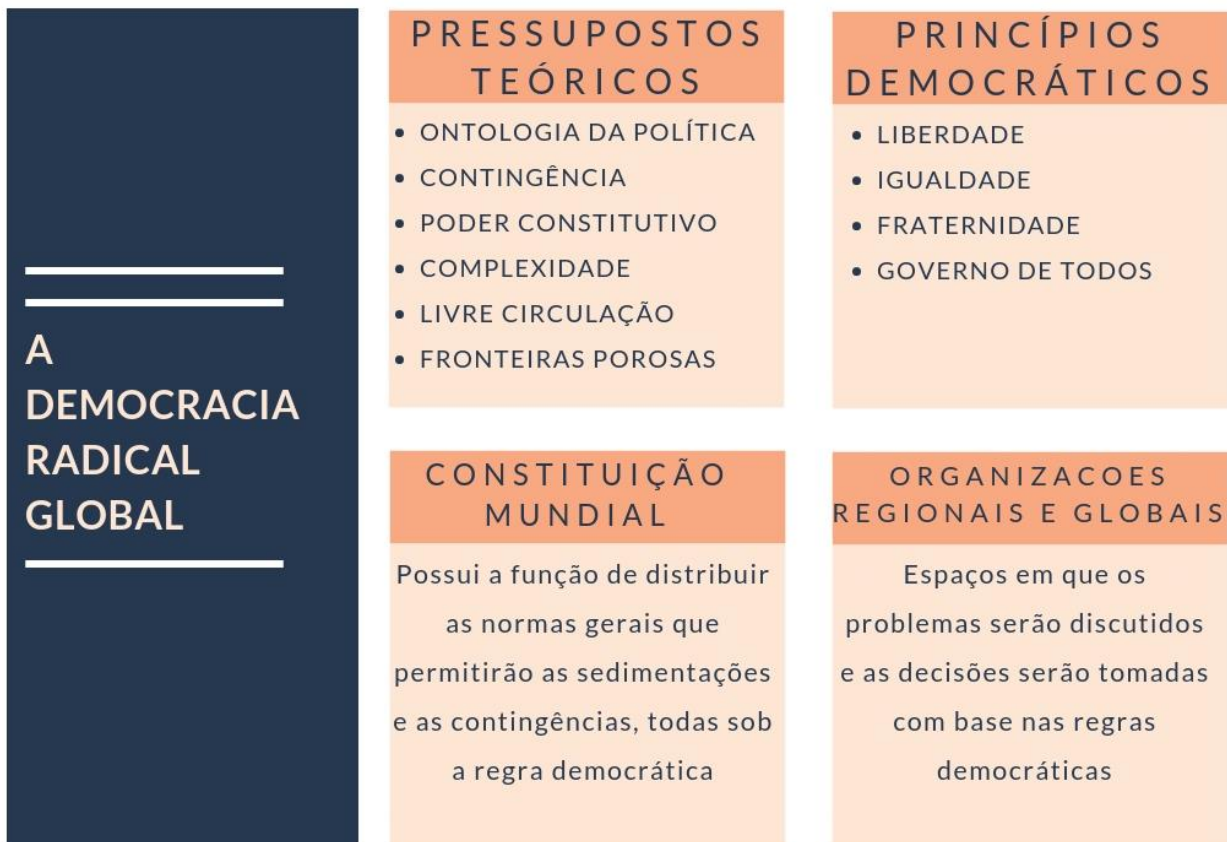 A
DEMOCRACIA
RADICAL
GLOBAL
PRESSUPOSTOS
TEÓRICOS
• ONTOLOGIA DA POLÍTICA
• CONTINGÊNCIA
• PODER CONSTITUTIVO
• COMPLEXIDADE
• LIVRE CIRCULAÇÃO
• FRONTEIRAS POROSAS
PRINCÍPIOS
DEMOCRÁTICOS
• LIBERDADE
• IGUALDADE
• FRATERNIDADE
• GOVERNO DE TODOS
CONSTITUIÇÃO
MUNDIAL
Possui a função de distribuir
as normas gerais que
permitirão as sedimentações
e as contingências, todas sob
a regra democrática
ORGANIZACOES
REGIONAIS E GLOBAIS
Espaços em que os
problemas serão discutidos
e as decisões serão tomadas
com base nas regras
democráticas